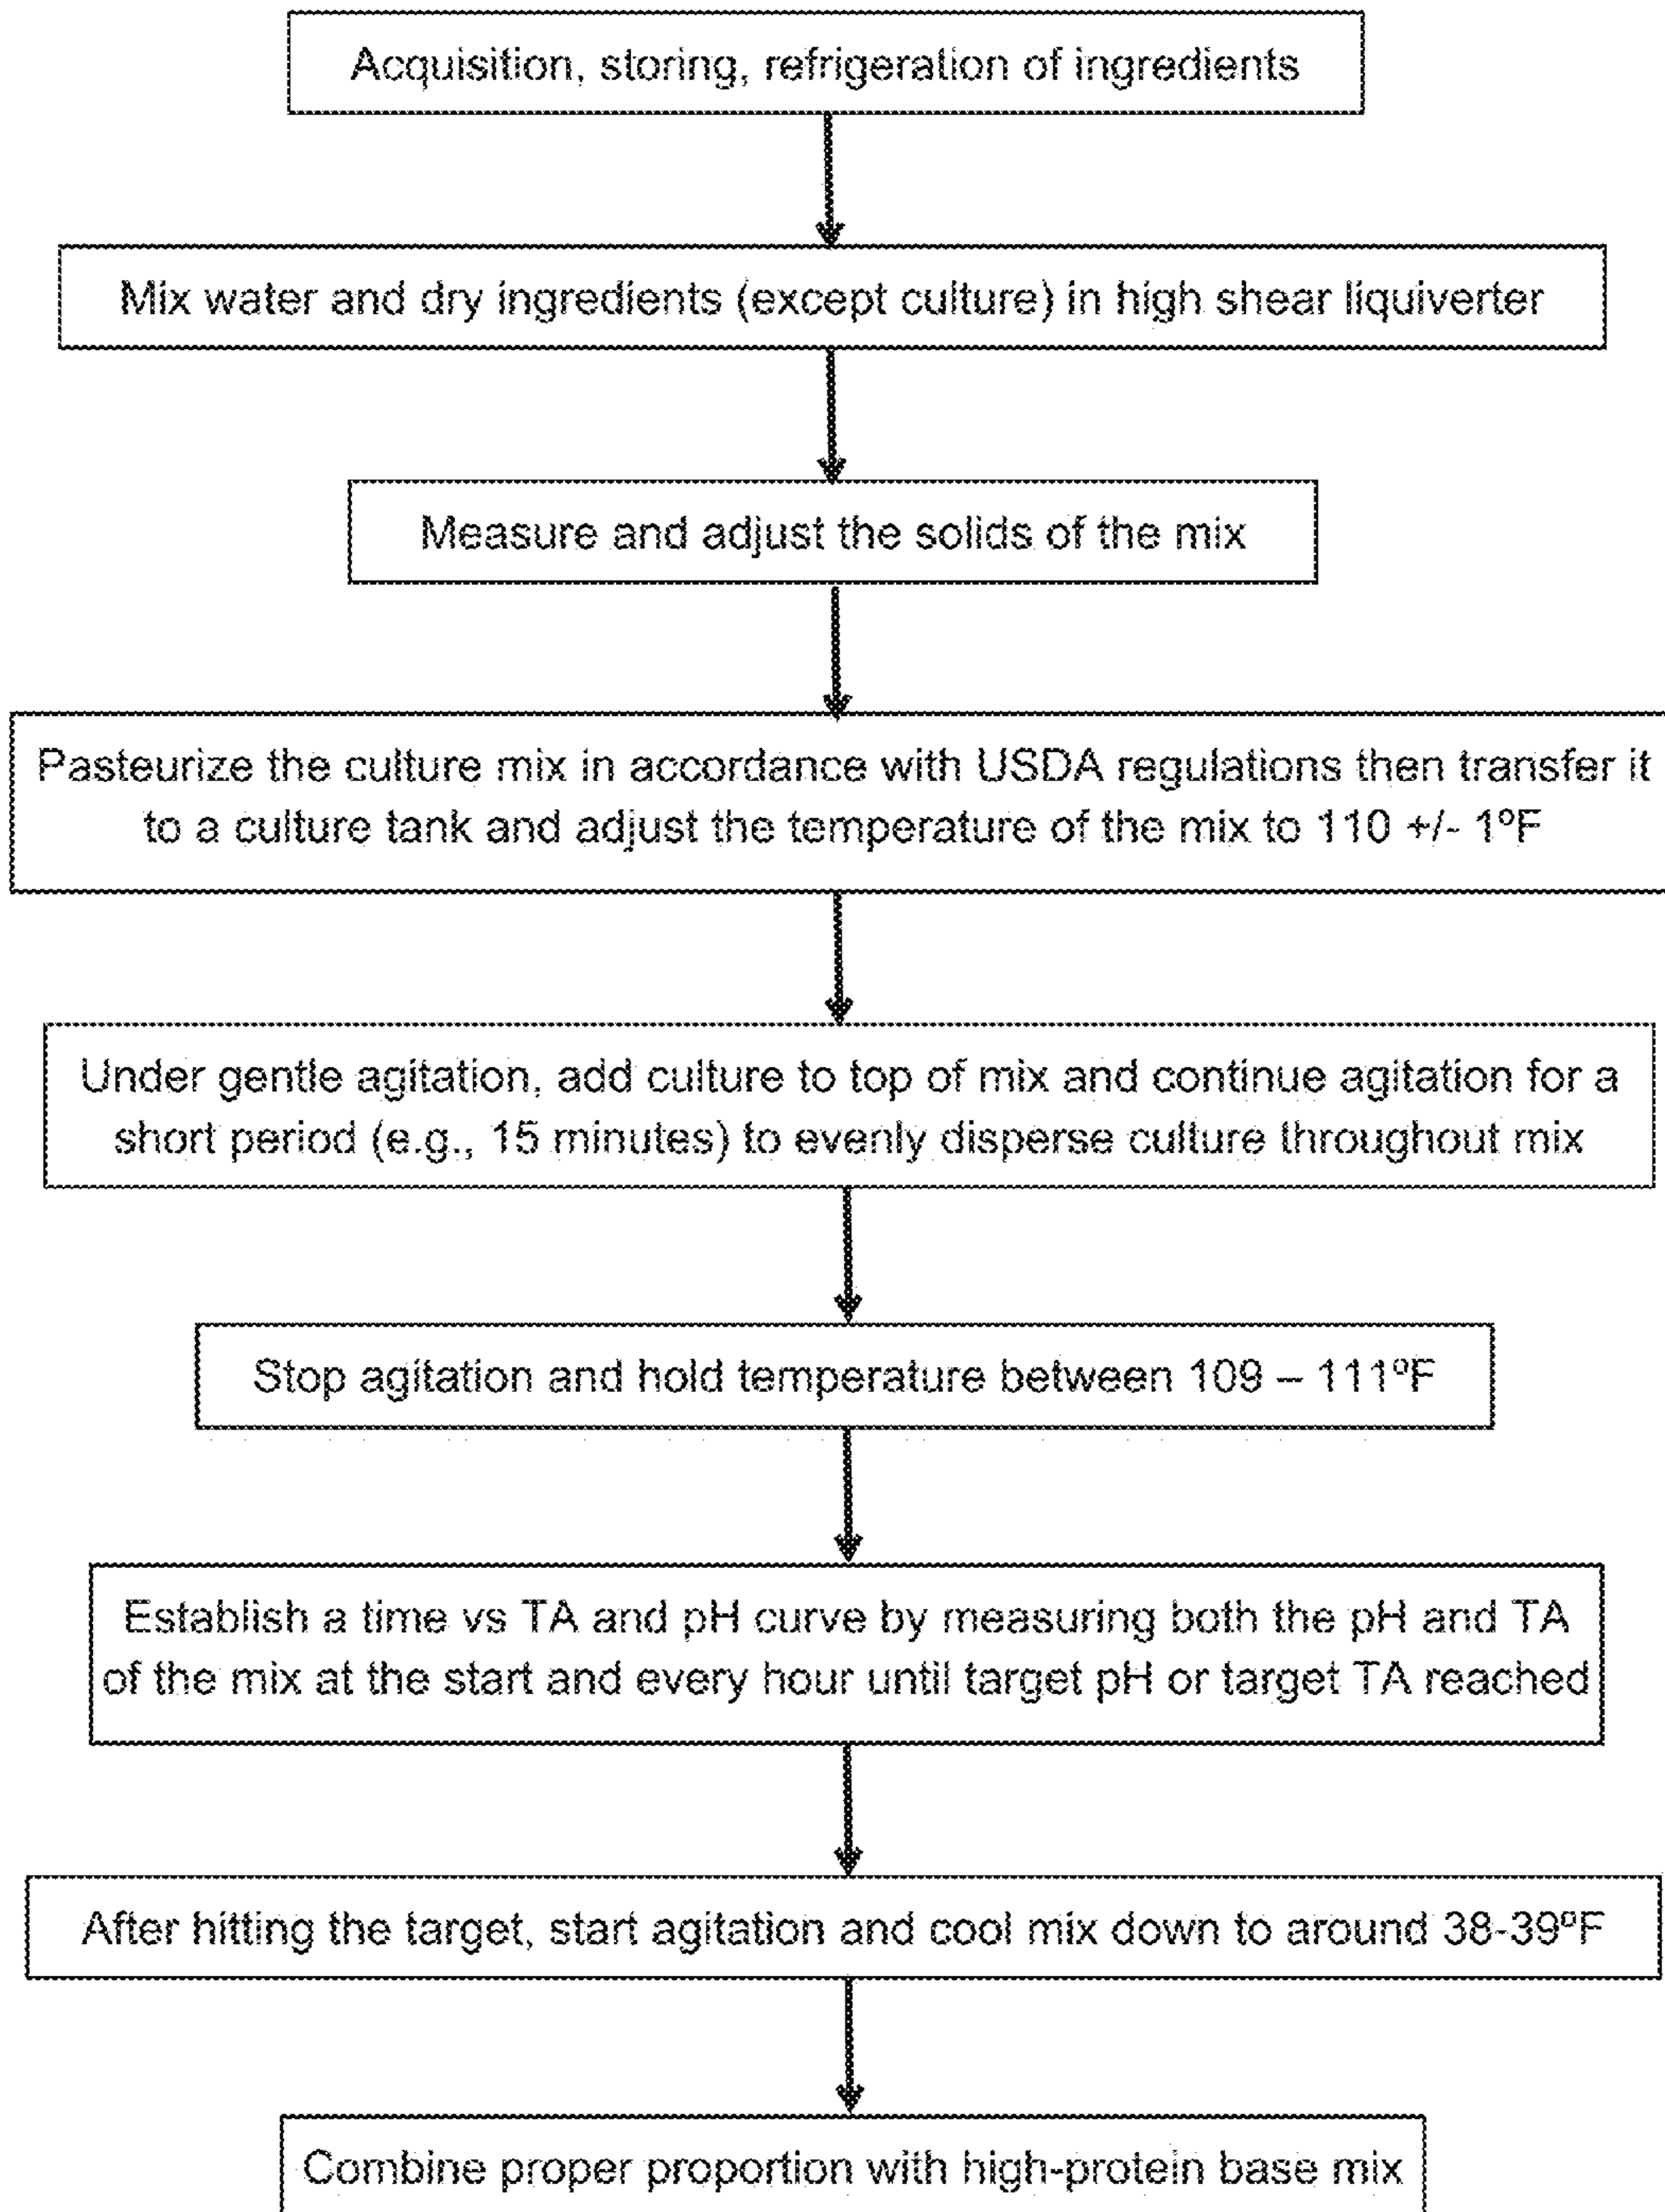 Acquisition, storing, refrigeration of ingredients
Mix water and dry ingredients (except culture) in high shear liquiverter
Measure and adjust the solids of the mix
Pasteurize the culture mix in accordance with USDA regulations then transfer it
to a culture tank and adjust the temperature of the mix to 110 +/- 1ºF
Under gentle agitation, add culture to top of mix and continue agitation for a
short period (e.g., 15 minutes) to evenly disperse culture throughout mix
Stop agitation and hold temperature between 109 – 111ºF
Establish a time vs TA and pH curve by measuring both the pH and TA
of the mix at the start and every hour until target pH or target TA reached
After hitting the target, start agitation and cool mix down to around 38-39ºF
Combine proper proportion with high-protein base mix